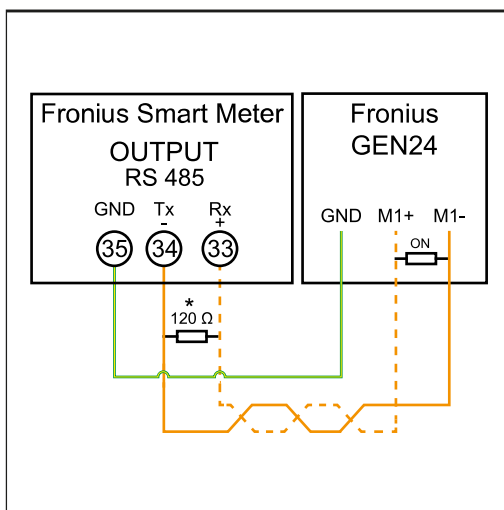 Fronius Smart Meter
OUTPUT
RS 485
GND Tx Rx
- +
35 34 33
*
120 Ω
Fronius
GEN24
GND M1+ M1-
ON